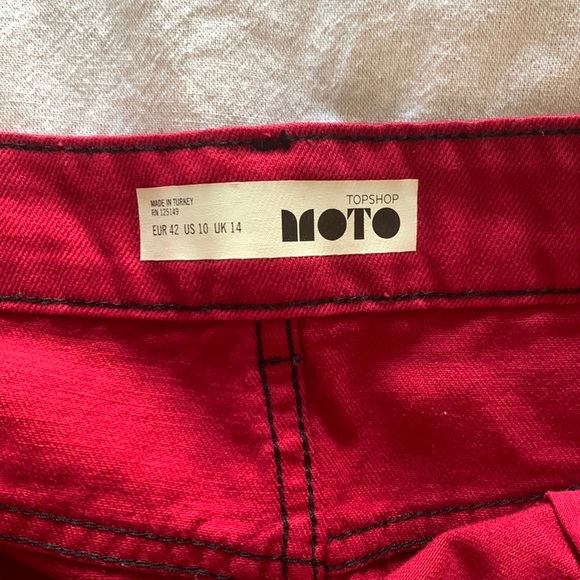 MADE IN TURKEY
RN 125149
EUR 42 US 10 UK 14
TOPSHOP
MOTO